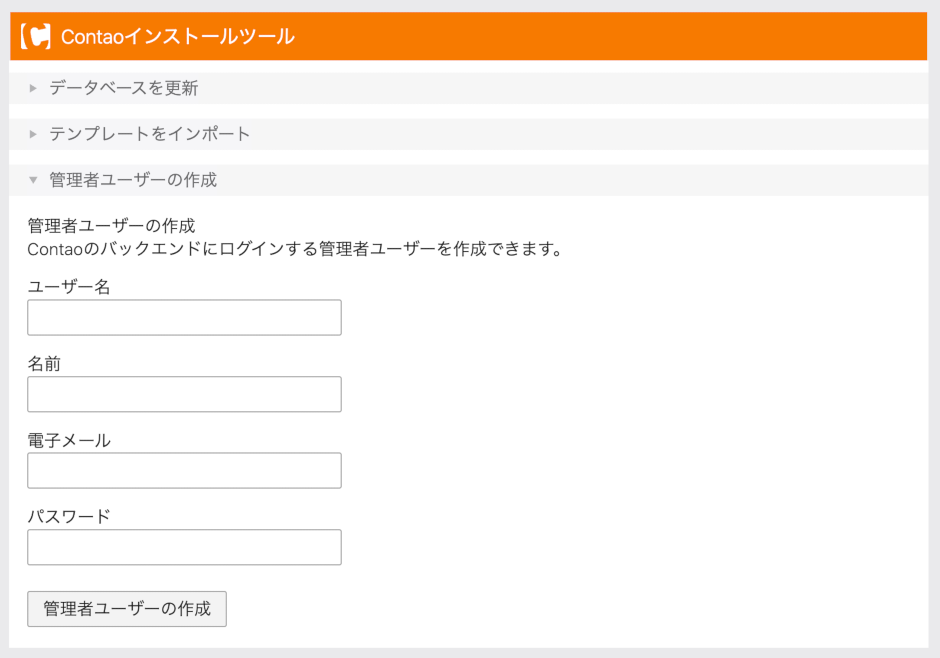 Contaoインストールツール
データベースを更新
テンプレートをインポート
管理者ユーザーの作成
管理者ユーザーの作成
Contaoのバックエンドにログインする管理者ユーザーを作成できます。
ユーザー名
名前
電子メール
パスワード
管理者ユーザーの作成